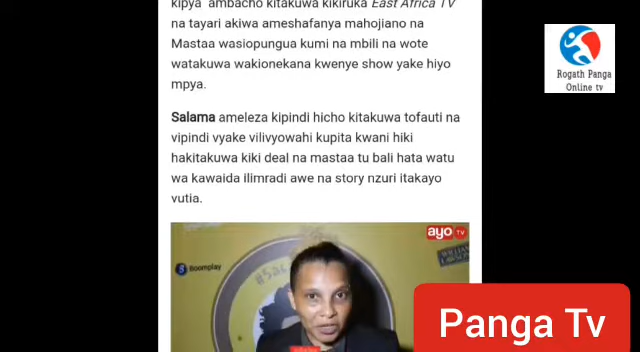 kipya ambacho kitakuwa kikiruka East Africa TV
na tayari akiwa ameshafanya mahojiano na
Mastaa wasiopungua kumi na mbili na wote
watakuwa wakionekana kwenye show yake hiyo
mpya.
Salama ameleza kipindi hicho kitakuwa tofauti na
vipindi vyake vilivyowahi kupita kwani hiki
hakitakuwa kiki deal na mastaa tu bali hata watu
wa kawaida ilimradi awe na story nzuri itakayo
vutia.
Rogath Panga
Online tv
ayo TV
Boomplay
WILLIAM
LAWSON'S
Panga Tv